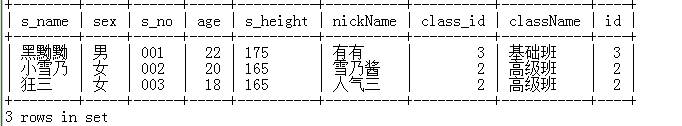 | s_name | sex | s_no | age | s_height | nickName | class_id | className | id |
| 黑黝黝 | 男 | 001 | 22 | 175 | 有有 | 3 | 基础班 | 3 |
| 小雪乃 | 女 | 002 | 20 | 165 | 雪乃酱 | 2 | 高级班 | 2 |
| 狂三 | 女 | 003 | 18 | 165 | 人气三 | 2 | 高级班 | 2 |
3 rows in set